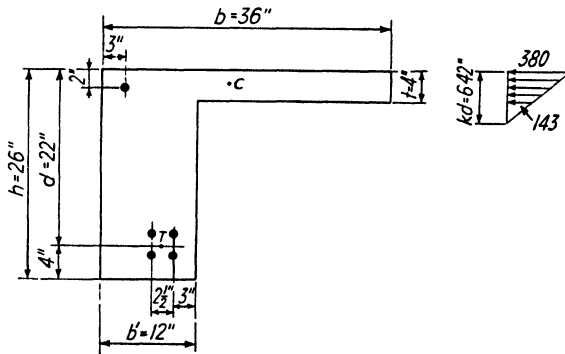 b=36"
3"
2"
•C
t=4"
380
kd=6.42"
143
h=26"
d=22"
T
4"
2½"
3"
b'=12"